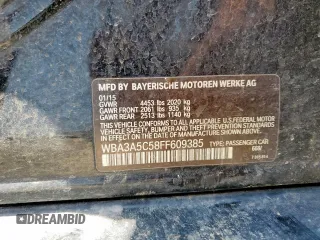 MFD BY BAYERISCHE MOTOREN WERKE AG
01/15
GVWR 4453 lbs 2020 kg
GAWR FRONT 2061 lbs 935 kg
GAWR REAR 2513 lbs 1140 kg
THIS VEHICLE CONFORMS TO ALL APPLICABLE
U.S. FEDERAL MOTOR VEHICLE SAFETY, BUMPER, AND
THEFT PREVENTION STANDARDS IN EFFECT ON THE
DATE OF MANUFACTURE SHOWN ABOVE.
WBA3A5C58FF609385 TYPE: PASSENGER CAR
DREAMBID